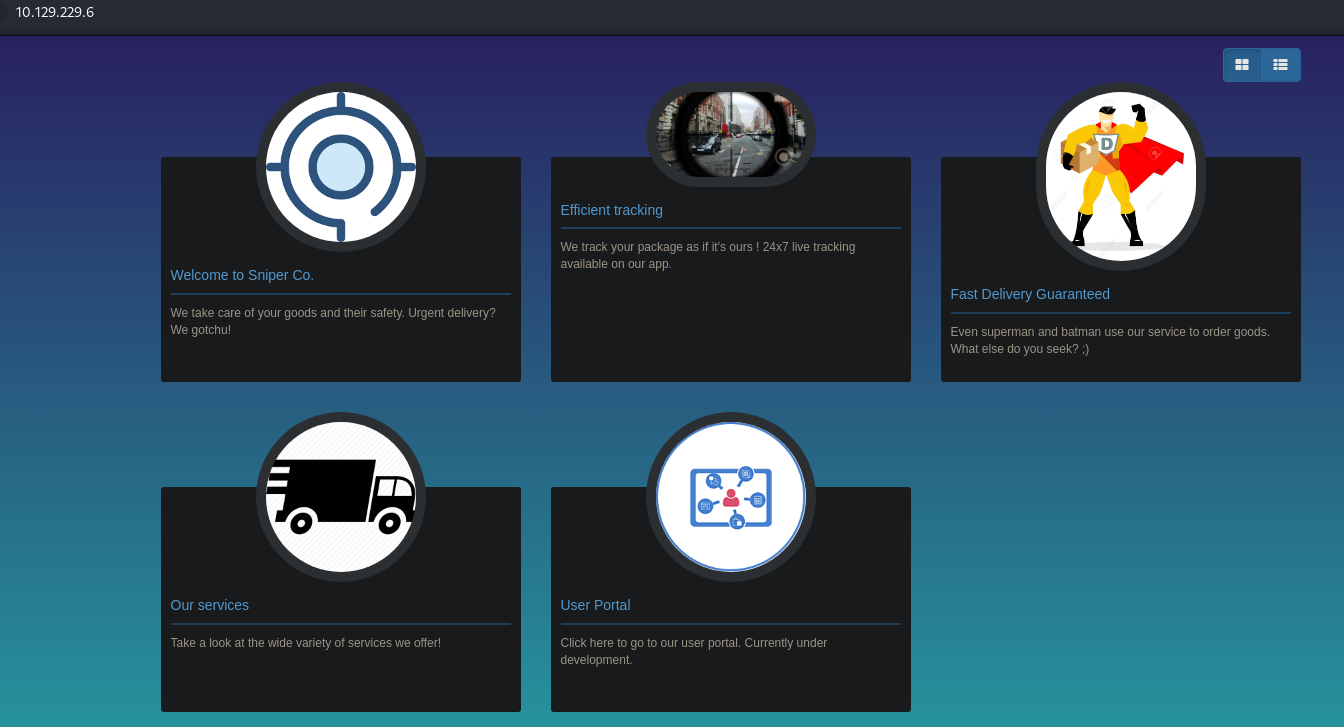 10.129.229.6
Welcome to Sniper Co.
We take care of your goods and their safety. Urgent delivery?
We gotchu!
Efficient tracking
We track your package as if it's ours ! 24x7 live tracking
available on our app.
D
Fast Delivery Guaranteed
Even superman and batman use our service to order goods.
What else do you seek? ;)
Our services
Take a look at the wide variety of services we offer!
User Portal
Click here to go to our user portal. Currently under
development.